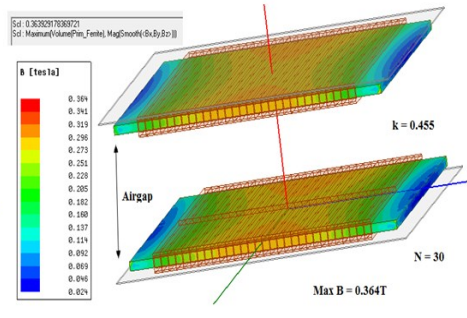 Scl : 0.363929178369721
Scl : Maximum(Volume(Prim_Ferrite), Mag(Smooth(<Bx,By,Bz>)))
B [tesla]
0.364
0.341
0.319
0.296
0.273
0.251
0.228
0.205
0.182
0.160
0.137
0.114
0.092
0.069
0.046
0.024
k = 0.455
Airgap
N = 30
Max B = 0.364T